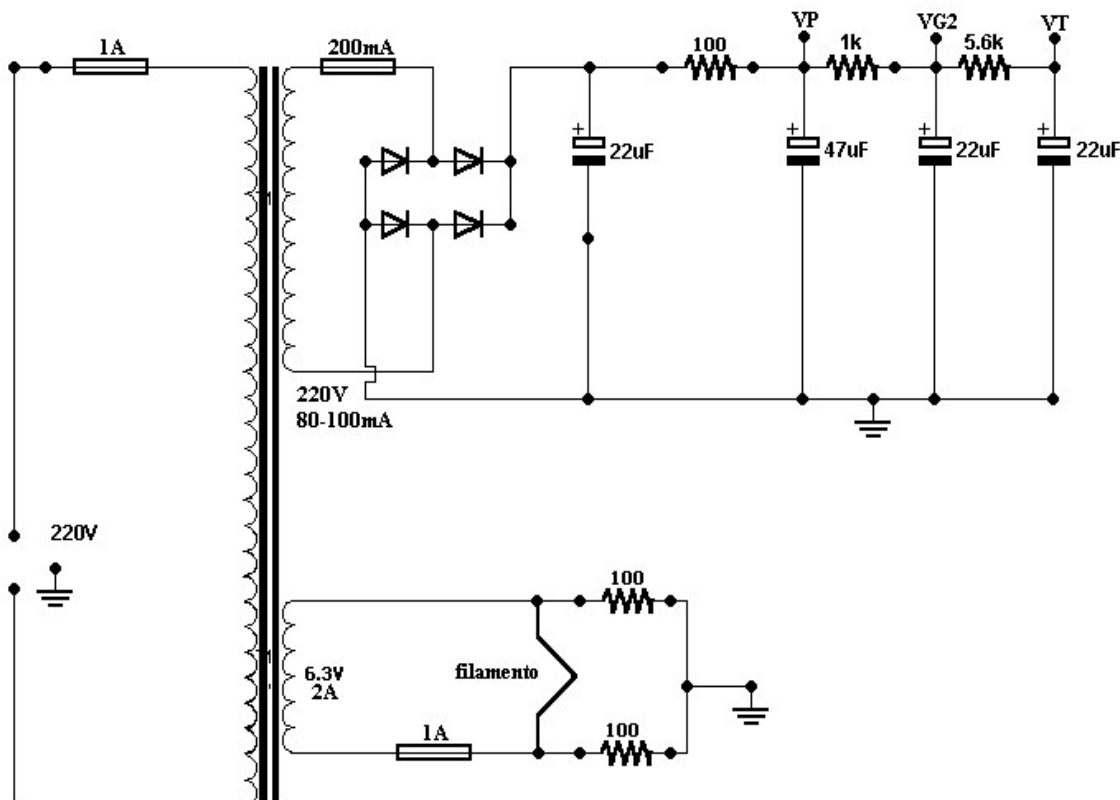 1A
200mA
100
VP
1k
VG2
5.6k
VT
+
22uF
+
47uF
+
22uF
+
22uF
220V
80-100mA
220V
6.3V
2A
filamento
100
100
1A